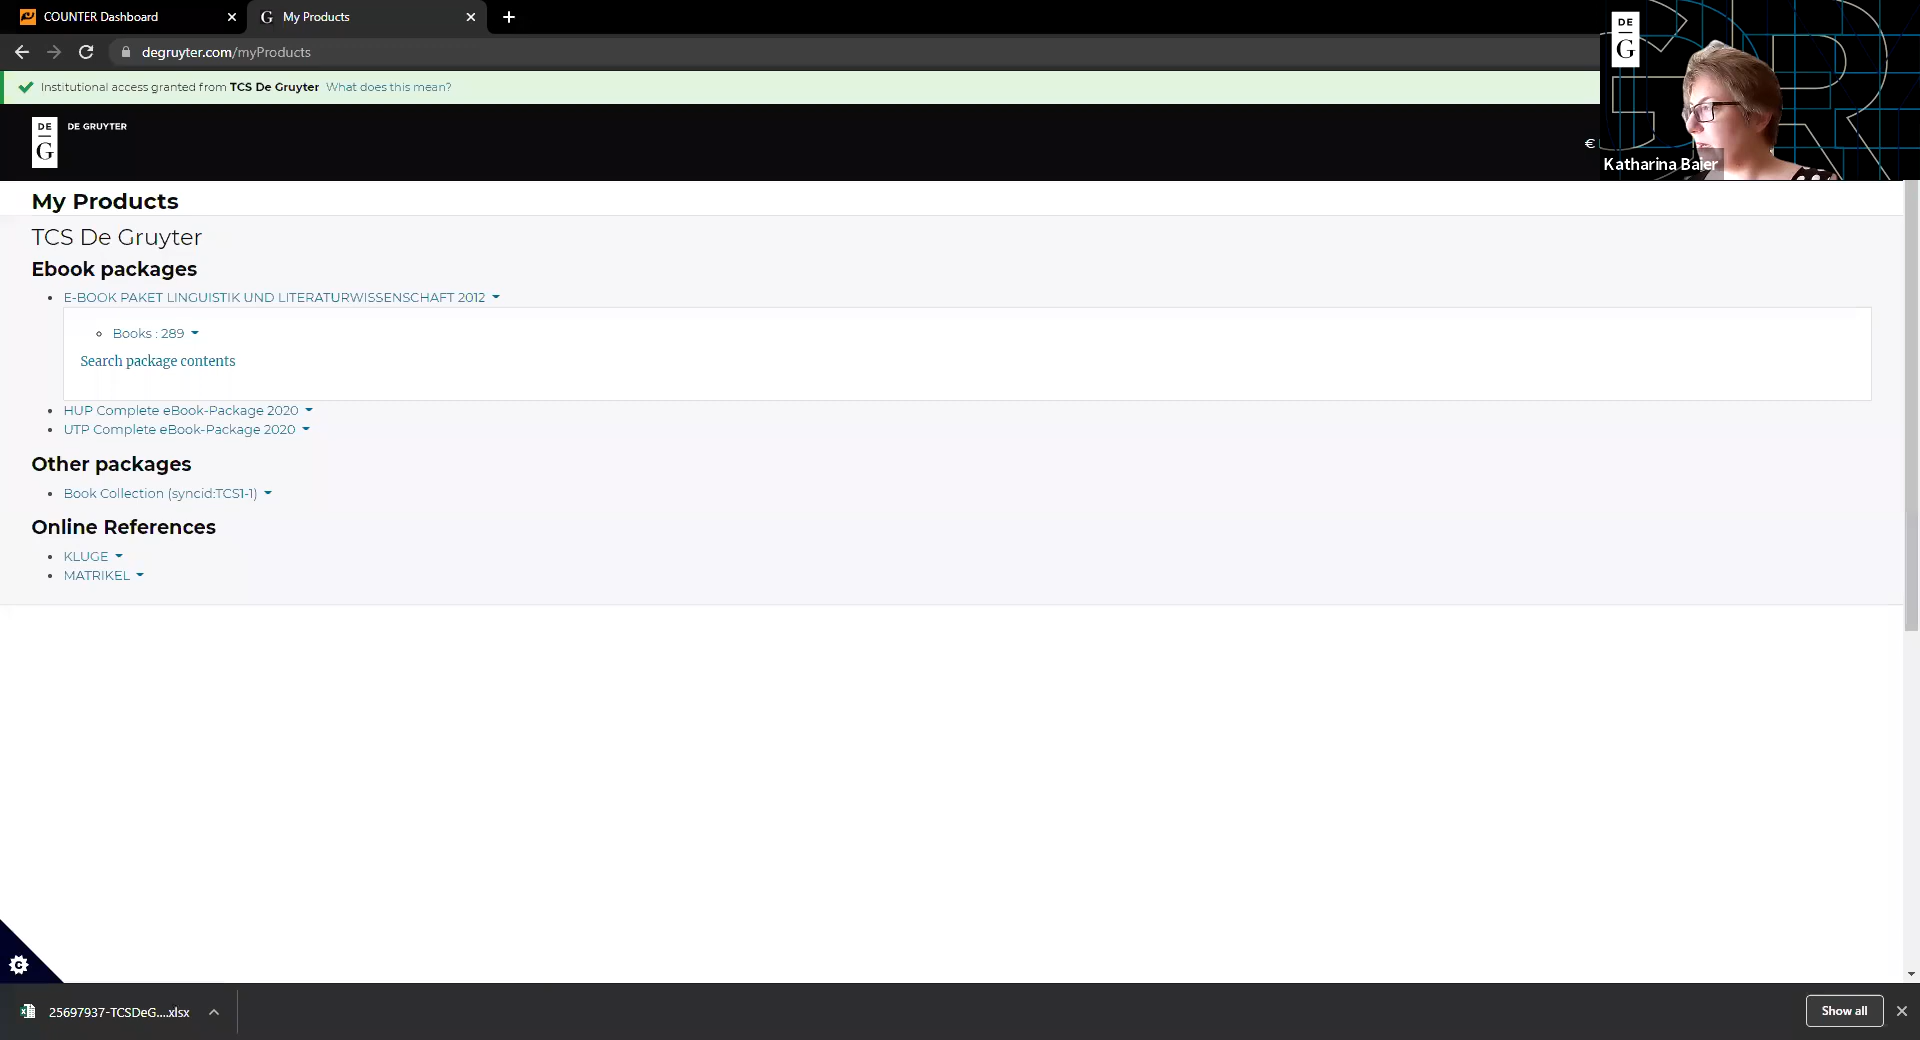 COUNTER Dashboard
My Products
degruyter.com/myProducts
Institutional access granted from TCS De Gruyter What does this mean?
DE
G
DE GRUYTER
€
DE
G
Katharina Baier
My Products
TCS De Gruyter
Ebook packages
E-BOOK PAKET LINGUISTIK UND LITERATURWISSENSCHAFT 2012
Books : 289
Search package contents
HUP Complete eBook-Package 2020
UTP Complete eBook-Package 2020
Other packages
Book Collection (syncid:TCS1-1)
Online References
KLUGE
MATRIKEL
25697937-TCSDeG....xlsx
Show all